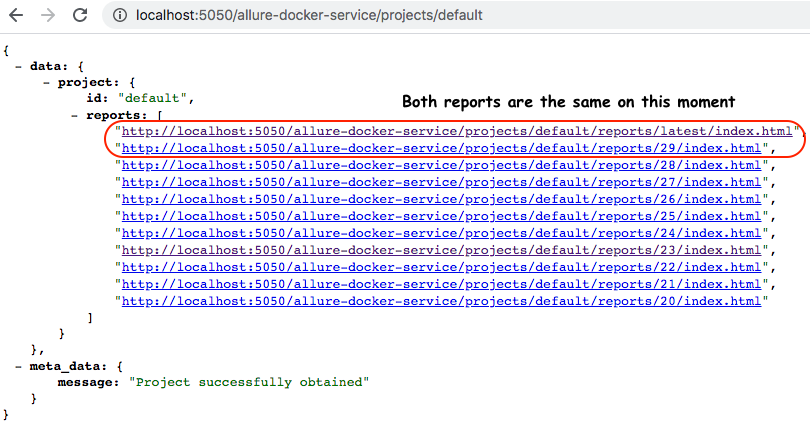 localhost:5050/allure-docker-service/projects/default
{
- data: {
- project: {
id: "default",
Both reports are the same on this moment
- reports: [
"http://localhost:5050/allure-docker-service/projects/default/reports/latest/index.html",
"http://localhost:5050/allure-docker-service/projects/default/reports/29/index.html",
"http://localhost:5050/allure-docker-service/projects/default/reports/28/index.html",
"http://localhost:5050/allure-docker-service/projects/default/reports/27/index.html",
"http://localhost:5050/allure-docker-service/projects/default/reports/26/index.html",
"http://localhost:5050/allure-docker-service/projects/default/reports/25/index.html",
"http://localhost:5050/allure-docker-service/projects/default/reports/24/index.html",
"http://localhost:5050/allure-docker-service/projects/default/reports/23/index.html",
"http://localhost:5050/allure-docker-service/projects/default/reports/22/index.html",
"http://localhost:5050/allure-docker-service/projects/default/reports/21/index.html",
"http://localhost:5050/allure-docker-service/projects/default/reports/20/index.html"
]
}
},
- meta_data: {
message: "Project successfully obtained"
}
}